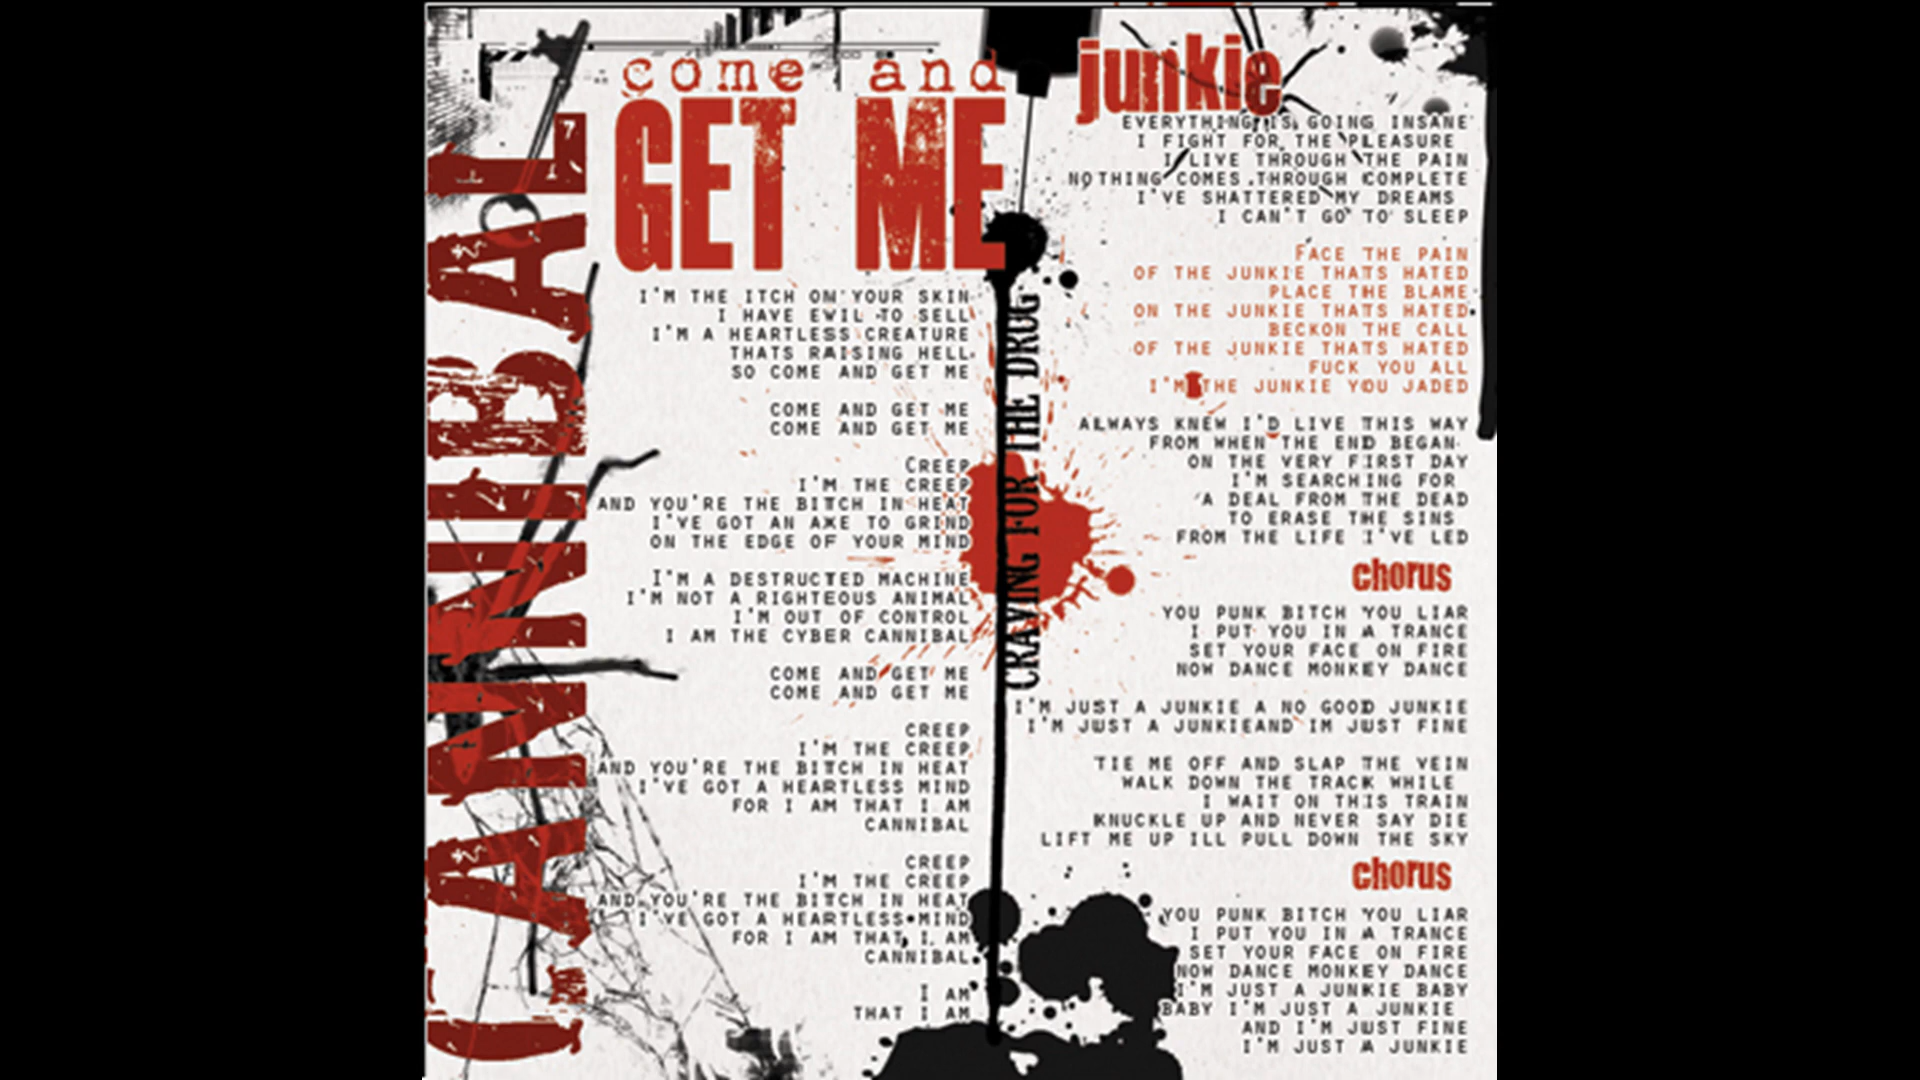 CANNIBAL
come and
GET ME
I'M THE ITCH ON YOUR SKIN
I HAVE EVIL TO SELL
I'M A HEARTLESS CREATURE
THATS RAISING HELL
SO COME AND GET ME
COME AND GET ME
COME AND GET ME
CREEP
I'M THE CREEP
AND YOU'RE THE BITCH IN HEAT
I'VE GOT AN AXE TO GRIND
ON THE EDGE OF YOUR MIND
I'M A DESTRUCTED MACHINE
I'M NOT A RIGHTEOUS ANIMAL
I'M OUT OF CONTROL
I AM THE CYBER CANNIBAL
COME AND GET ME
COME AND GET ME
CREEP
I'M THE CREEP
AND YOU'RE THE BITCH IN HEAT
I'VE GOT A HEARTLESS MIND
FOR I AM THAT I AM
CANNIBAL
CREEP
I'M THE CREEP
AND YOU'RE THE BITCH IN HEAT
I'VE GOT A HEARTLESS MIND
FOR I AM THAT I AM
CANNIBAL
I AM
THAT I AM
CRAVING FOR THE DRUG
junkie
EVERYTHING IS GOING INSANE
I FIGHT FOR THE PLEASURE
I LIVE THROUGH THE PAIN
NOTHING COMES THROUGH COMPLETE
I'VE SHATTERED MY DREAMS
I CAN'T GO TO SLEEP
FACE THE PAIN
OF THE JUNKIE THATS HATED
PLACE THE BLAME
ON THE JUNKIE THATS HATED
BECKON THE CALL
OF THE JUNKIE THATS HATED
FUCK YOU ALL
I'M THE JUNKIE YOU JADED
ALWAYS KNEW I'D LIVE THIS WAY
FROM WHEN THE END BEGAN
ON THE VERY FIRST DAY
I'M SEARCHING FOR
A DEAL FROM THE DEAD
TO ERASE THE SINS
FROM THE LIFE I'VE LED
chorus
YOU PUNK BITCH YOU LIAR
I PUT YOU IN A TRANCE
SET YOUR FACE ON FIRE
NOW DANCE MONKEY DANCE
I'M JUST A JUNKIE A NO GOOD JUNKIE
I'M JUST A JUNKIEAND IM JUST FINE
TIE ME OFF AND SLAP THE VEIN
WALK DOWN THE TRACK WHILE
I WAIT ON THIS TRAIN
KNUCKLE UP AND NEVER SAY DIE
LIFT ME UP ILL PULL DOWN THE SKY
chorus
YOU PUNK BITCH YOU LIAR
I PUT YOU IN A TRANCE
SET YOUR FACE ON FIRE
NOW DANCE MONKEY DANCE
I'M JUST A JUNKIE BABY
BABY I'M JUST A JUNKIE
AND I'M JUST FINE
I'M JUST A JUNKIE